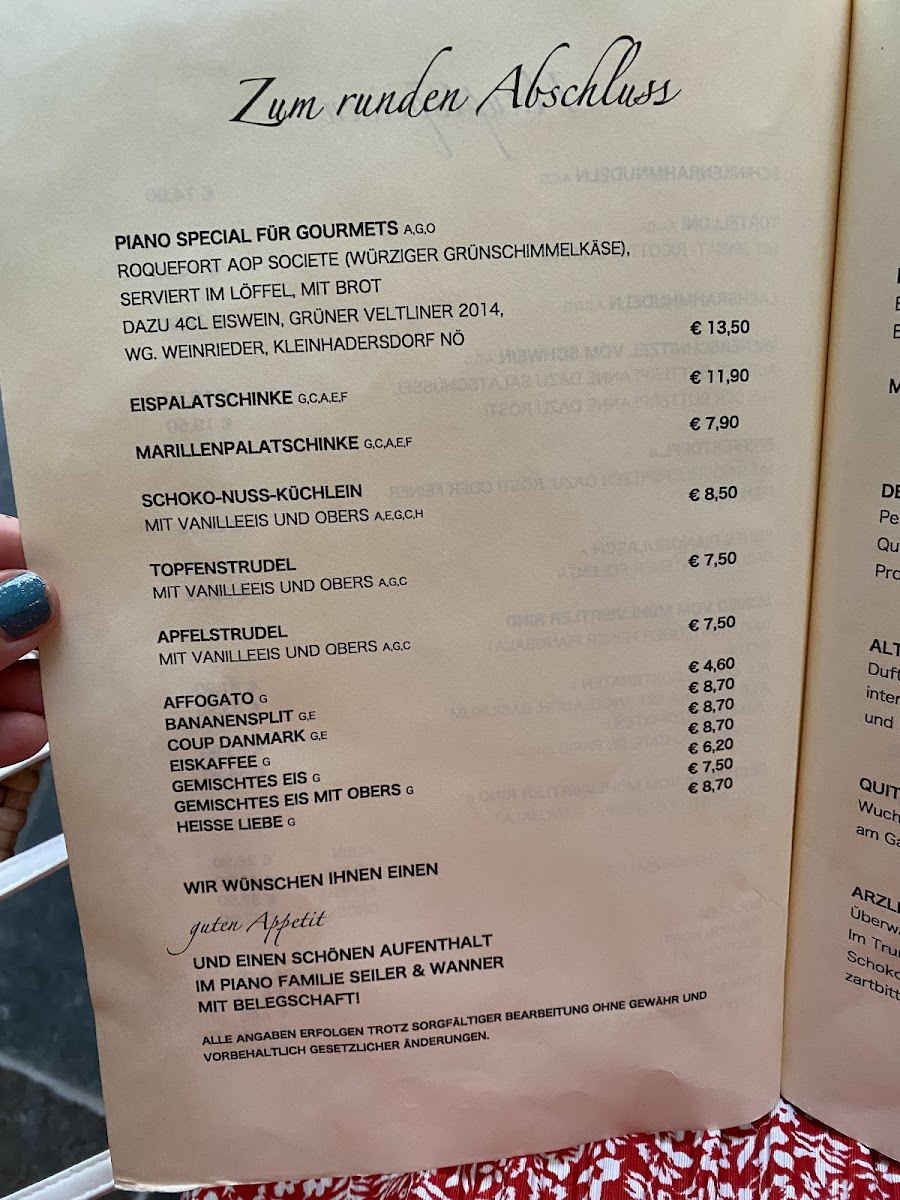 Zum runden Abschluss
PIANO SPECIAL FÜR GOURMETS A,G,O
ROQUEFORT AOP SOCIETE (WÜRZIGER GRÜNSCHIMMELKÄSE),
SERVIERT IM LÖFFEL, MIT BROT
DAZU 4CL EISWEIN, GRÜNER VELTLINER 2014,
WG. WEINRIEDER, KLEINHADERSDORF NÖ € 13,50
EISPALATSCHINKE G,C,A,E,F € 11,90
MARILLENPALATSCHINKE G,C,A,E,F € 7,90
SCHOKO-NUSS-KÜCHLEIN
MIT VANILLEEIS UND OBERS A,E,G,C,H € 8,50
TOPFENSTRUDEL
MIT VANILLEEIS UND OBERS A,G,C € 7,50
APFELSTRUDEL
MIT VANILLEEIS UND OBERS A,G,C € 7,50
AFFOGATO G € 4,60
BANANENSPLIT G,E € 8,70
COUP DANMARK G,E € 8,70
EISKAFFEE G € 8,70
GEMISCHTES EIS G € 6,20
GEMISCHTES EIS MIT OBERS G € 7,50
HEISSE LIEBE G € 8,70
WIR WÜNSCHEN IHNEN EINEN
guten Appetit
UND EINEN SCHÖNEN AUFENTHALT
IM PIANO FAMILIE SEILER & WANNER
MIT BELEGSCHAFT!
ALLE ANGABEN ERFOLGEN TROTZ SORGFÄLTIGER BEARBEITUNG OHNE GEWÄHR UND
VORBEHALTLICH GESETZLICHER ÄNDERUNGEN.
und
am
Im